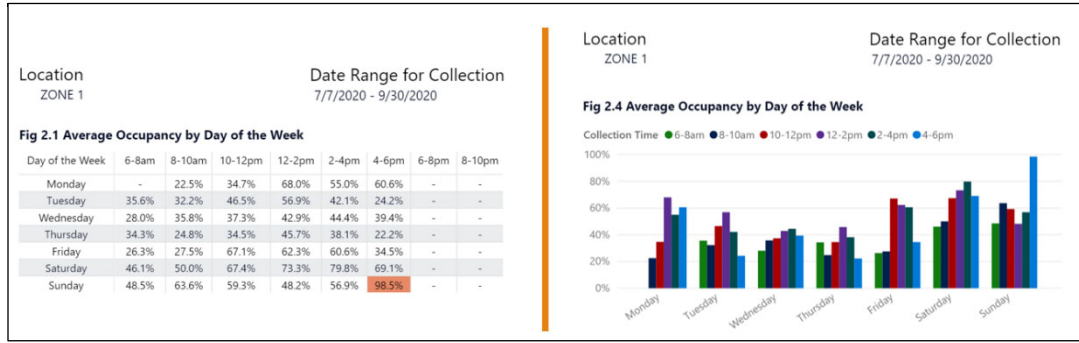 Location
Date Range for Collection
ZONE 1
7/7/2020 - 9/30/2020
Fig 2.1 Average Occupancy by Day of the Week
Day of the Week 6-8am 8-10am 10-12pm 12-2pm 2-4pm 4-6pm 6-8pm 8-10pm
Monday - 22.5% 34.7% 68.0% 55.0% 60.6% - -
Tuesday 35.6% 32.2% 46.5% 56.9% 42.1% 24.2% - -
Wednesday 28.0% 35.8% 37.3% 42.9% 44.4% 39.4% - -
Thursday 34.3% 24.8% 34.5% 45.7% 38.1% 22.2% - -
Friday 26.3% 27.5% 67.1% 62.3% 60.6% 34.5% - -
Saturday 46.1% 50.0% 67.4% 73.3% 79.8% 69.1% - -
Sunday 48.5% 63.6% 59.3% 48.2% 56.9% 98.5% - -
Location
Date Range for Collection
ZONE 1
7/7/2020 - 9/30/2020
Fig 2.4 Average Occupancy by Day of the Week
Collection Time 6-8am 8-10am 10-12pm 12-2pm 2-4pm 4-6pm
100%
80%
60%
40%
20%
0%
Monday Tuesday Wednesday Thursday Friday Saturday Sunday